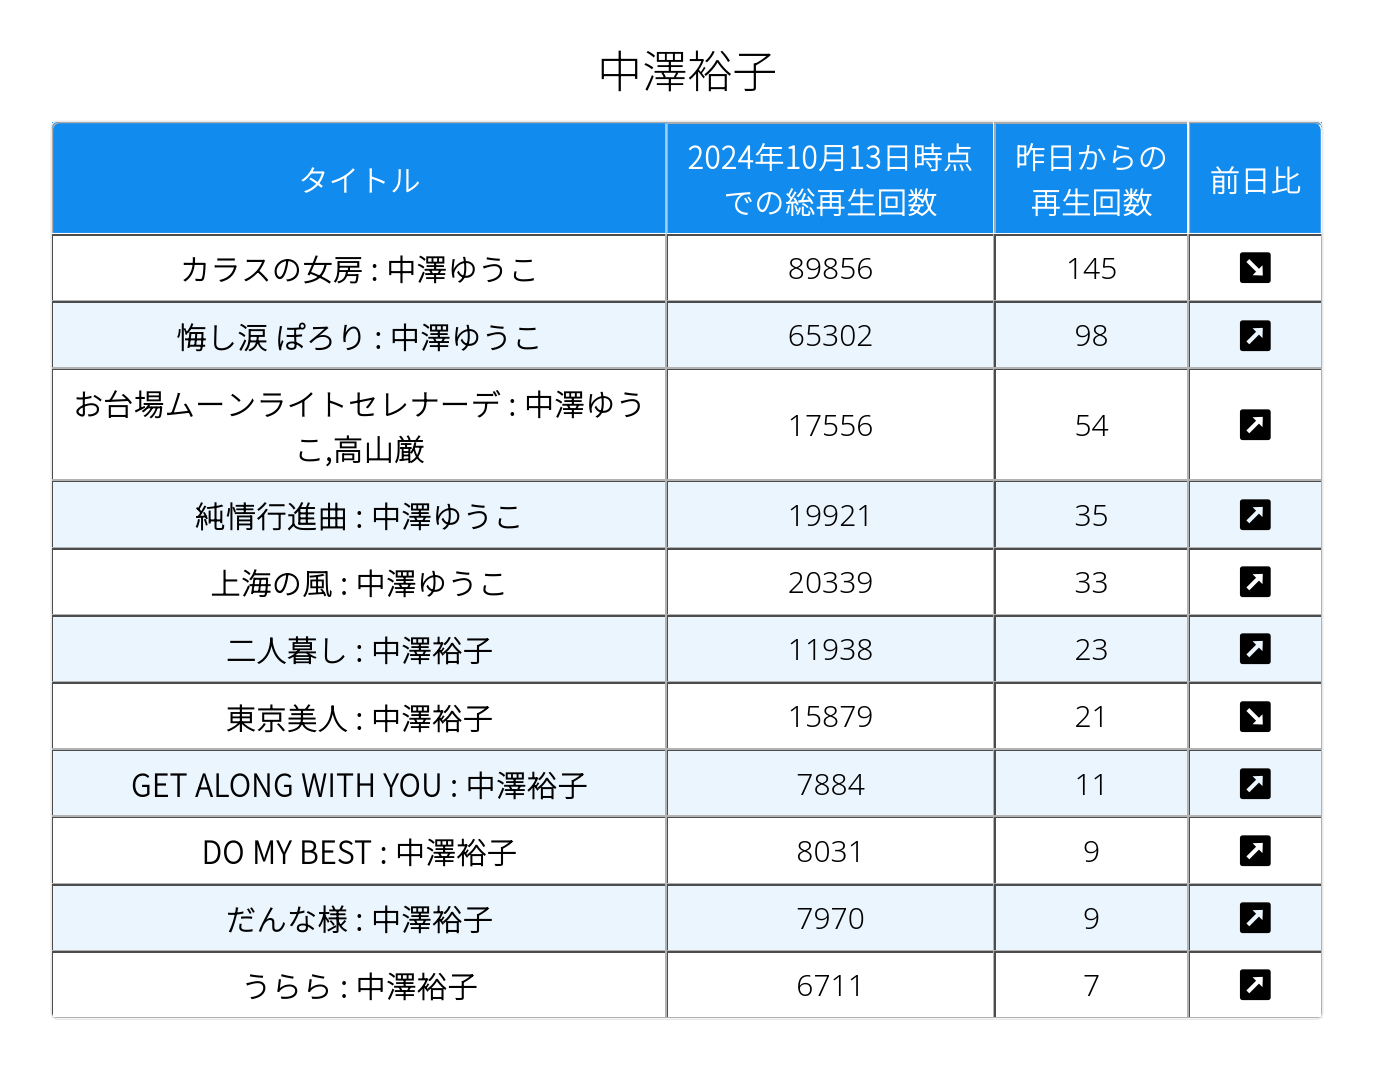 中澤裕子
タイトル
2024年10月13日時点
での総再生回数
昨日からの
再生回数
前日比
カラスの女房 : 中澤ゆうこ
89856
145
↘
悔し涙 ぽろり : 中澤ゆうこ
65302
98
↗
お台場ムーンライトセレナーデ : 中澤ゆう
こ,高山厳
17556
54
↗
純情行進曲 : 中澤ゆうこ
19921
35
↗
上海の風 : 中澤ゆうこ
20339
33
↗
二人暮し : 中澤裕子
11938
23
↗
東京美人 : 中澤裕子
15879
21
↘
GET ALONG WITH YOU : 中澤裕子
7884
11
↗
DO MY BEST : 中澤裕子
8031
9
↗
だんな様 : 中澤裕子
7970
9
↗
うらら : 中澤裕子
6711
7
↗